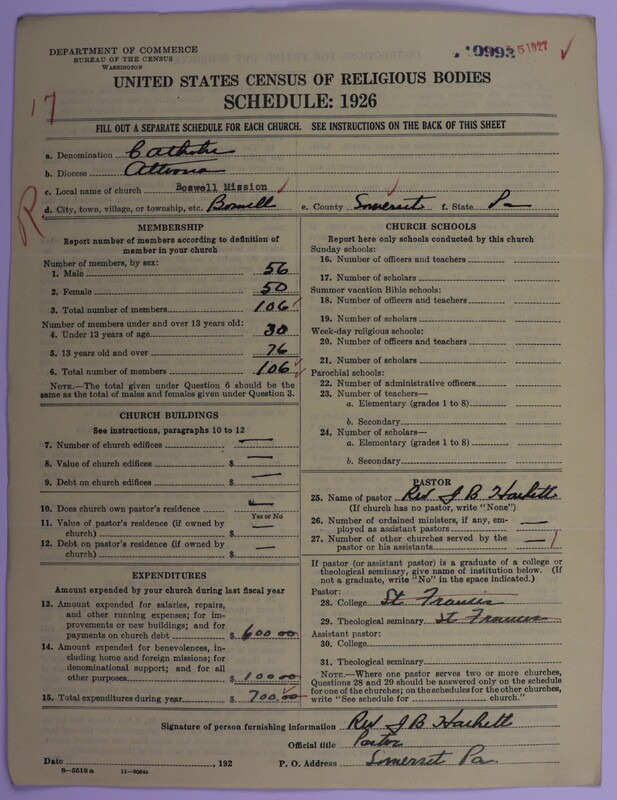 DEPARTMENT OF COMMERCE
BUREAU OF THE CENSUS
WASHINGTON
UNITED STATES CENSUS OF RELIGIOUS BODIES
SCHEDULE: 1926
17
FILL OUT A SEPARATE SCHEDULE FOR EACH CHURCH. SEE INSTRUCTIONS ON THE BACK OF THIS SHEET
a. Denomination Catholic
b. Diocese Altoona
c. Local name of church Boswell Mission
d. City, town, village, or township, etc. Boswell e. County Somerset f. State Pa
R
MEMBERSHIP
Report number of members according to definition of
member in your church
Number of members, by sex:
1. Male 56
2. Female 50
3. Total number of members 106
Number of members under and over 13 years old:
4. Under 13 years of age 30
5. 13 years old and over 76
6. Total number of members 106
NOTE.—The total given under Question 6 should be the
same as the total of males and females given under Question 3.
CHURCH BUILDINGS
See instructions, paragraphs 10 to 12
7. Number of church edifices —
8. Value of church edifices $ —
9. Debt on church edifices $ —
10. Does church own pastor's residence
Yes or No
11. Value of pastor's residence (if owned by
church) $ —
12. Debt on pastor's residence (if owned by
church) $ —
EXPENDITURES
Amount expended by your church during last fiscal year
13. Amount expended for salaries, repairs,
and other running expenses; for im-
provements or new buildings; and for
payments on church debt $ 600 00
14. Amount expended for benevolences, in-
cluding home and foreign missions; for
denominational support; and for all
other purposes $ 100 00
15. Total expenditures during year $ 700.00
CHURCH SCHOOLS
Report here only schools conducted by this church
Sunday schools:
16. Number of officers and teachers
17. Number of scholars
Summer vacation Bible schools:
18. Number of officers and teachers
19. Number of scholars
Week-day religious schools:
20. Number of officers and teachers
21. Number of scholars
Parochial schools:
22. Number of administrative officers
23. Number of teachers—
a. Elementary (grades 1 to 8)
b. Secondary
24. Number of scholars—
a. Elementary (grades 1 to 8)
b. Secondary
PASTOR
25. Name of pastor Rev J B Hackett
(If church has no pastor, write "None")
26. Number of ordained ministers, if any, em-
ployed as assistant pastors —
27. Number of other churches served by the
pastor or his assistants — 1
If pastor (or assistant pastor) is a graduate of a college or
theological seminary, give name of institution below. (If
not a graduate, write "No" in the space indicated.)
Pastor:
28. College St Francis
29. Theological seminary St Francis
Assistant pastor:
30. College
31. Theological seminary
NOTE.—Where one pastor serves two or more churches,
Questions 28 and 29 should be answered only on the schedule
for one of the churches; on the schedules for the other churches,
write "See schedule for church."
Signature of person furnishing information Rev J B Hackett
Official title Pastor
Date , 192 P. O. Address Somerset Pa